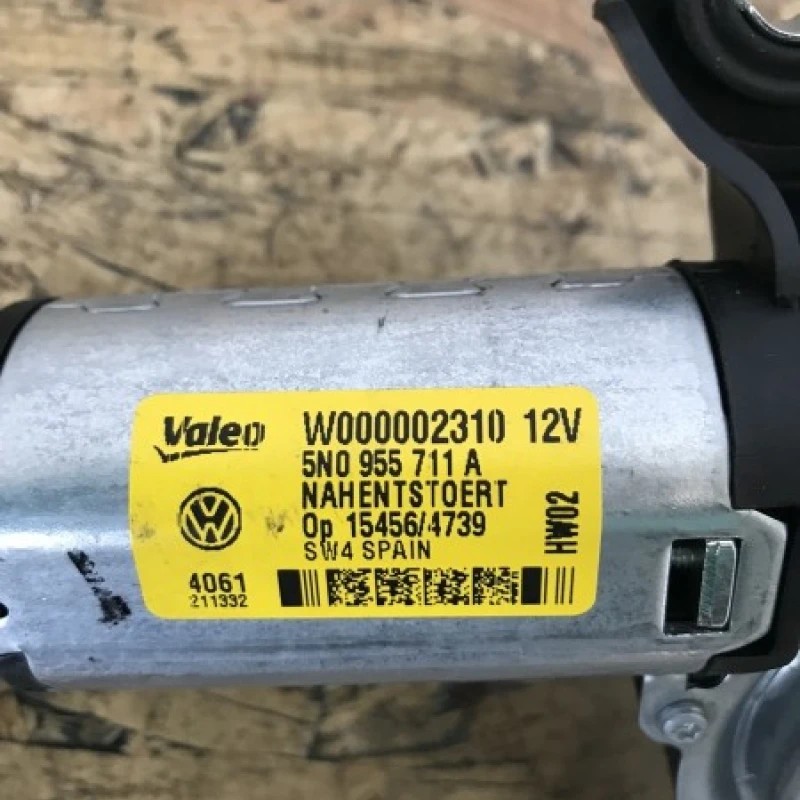 Valeo W000002310 12V
5N0 955 711 A
NAHENTSTOERT
Op 15456/4739
SW4 SPAIN
HW02
4061
211332